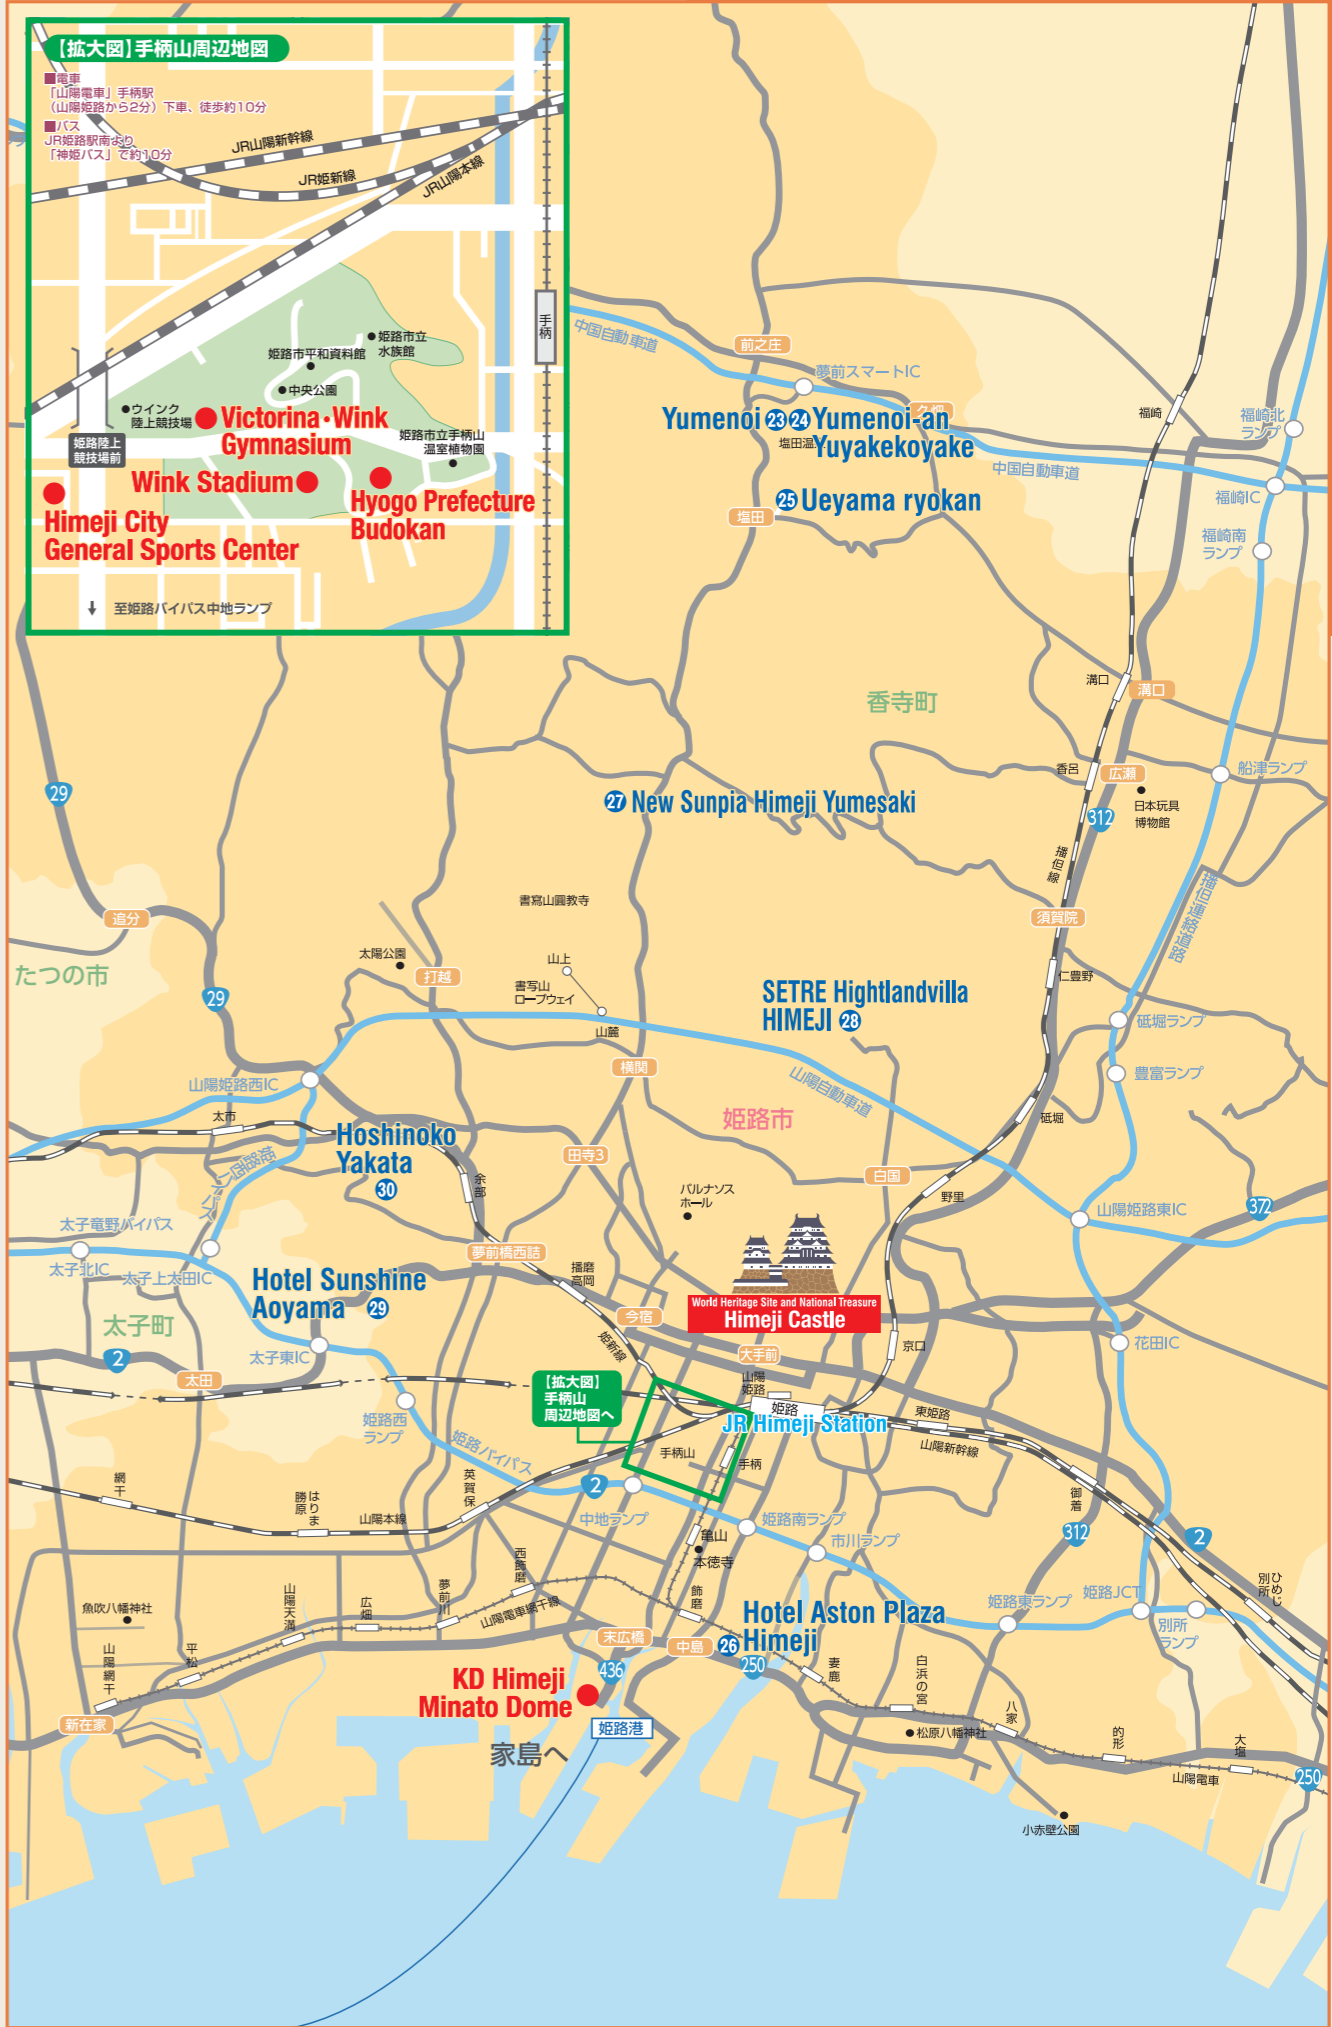 【拡大図】手柄山周辺地図
■電車
「山陽電車」手柄駅
（山陽姫路から2分）下車、徒歩約10分
■バス
JR姫路駅南より
「神姫バス」で約10分
JR山陽新幹線
JR姫新線
JR山陽本線
手柄
姫路市立
水族館
姫路市平和資料館
中央公園
ウインク
陸上競技場
Victorina・Wink
Gymnasium
姫路陸上
競技場前
姫路市立手柄山
温室植物園
Wink Stadium
Hyogo Prefecture
Budokan
Himeji City
General Sports Center
↓ 至姫路バイパス中地ランプ
中国自動車道
前之庄
夢前スマートIC
Yumenoi 23
24 Yumenoi-an
Yuyakekoyake
塩田温
中国自動車道
25 Ueyama ryokan
塩田
福崎
福崎北
ランプ
福崎IC
福崎南
ランプ
溝口
溝口
香寺町
香呂
広瀬
船津ランプ
日本玩具
博物館
312
29
27 New Sunpia Himeji Yumesaki
播但線
播但連絡道路
須賀院
追分
書寫山圓教寺
太陽公園
打越
山上
書写山
ロープウェイ
山麓
たつの市
29
SETRE Hightlandvilla
HIMEJI 28
仁豊野
砥堀ランプ
豊富ランプ
横関
山陽姫路西IC
山陽自動車道
姫路市
砥堀
太市
Hoshinoko
Yakata
30
田寺3
白国
余部
野里
パルナソス
ホール
372
山陽姫路東IC
太子竜野バイパス
太子北IC
太子上太田IC
夢前橋西詰
播磨
高岡
Hotel Sunshine
Aoyama 29
World Heritage Site and National Treasure
Himeji Castle
太子町
今宿
姫新線
大手前
京口
花田IC
2
太子東IC
太田
【拡大図】
手柄山
周辺地図へ
山陽
姫路
姫路
JR Himeji Station
東姫路
山陽新幹線
姫路西
ランプ
姫路バイパス
手柄山
手柄
2
網干
はりま
勝原
山陽本線
英賀保
中地ランプ
姫路南ランプ
市川ランプ
御着
312
2
亀山
本徳寺
西飾磨
飾磨
ひめじ
別所
魚吹八幡神社
山陽天満
広畑
夢前川
山陽電車網干線
Hotel Aston Plaza
Himeji
26
姫路東ランプ
姫路JCT
別所
ランプ
山陽網干
平松
末広橋
中島
250
436
妻鹿
白浜の宮
KD Himeji
Minato Dome
新在家
姫路港
家島へ
松原八幡神社
八家
的形
大塩
山陽電車
250
小赤壁公園